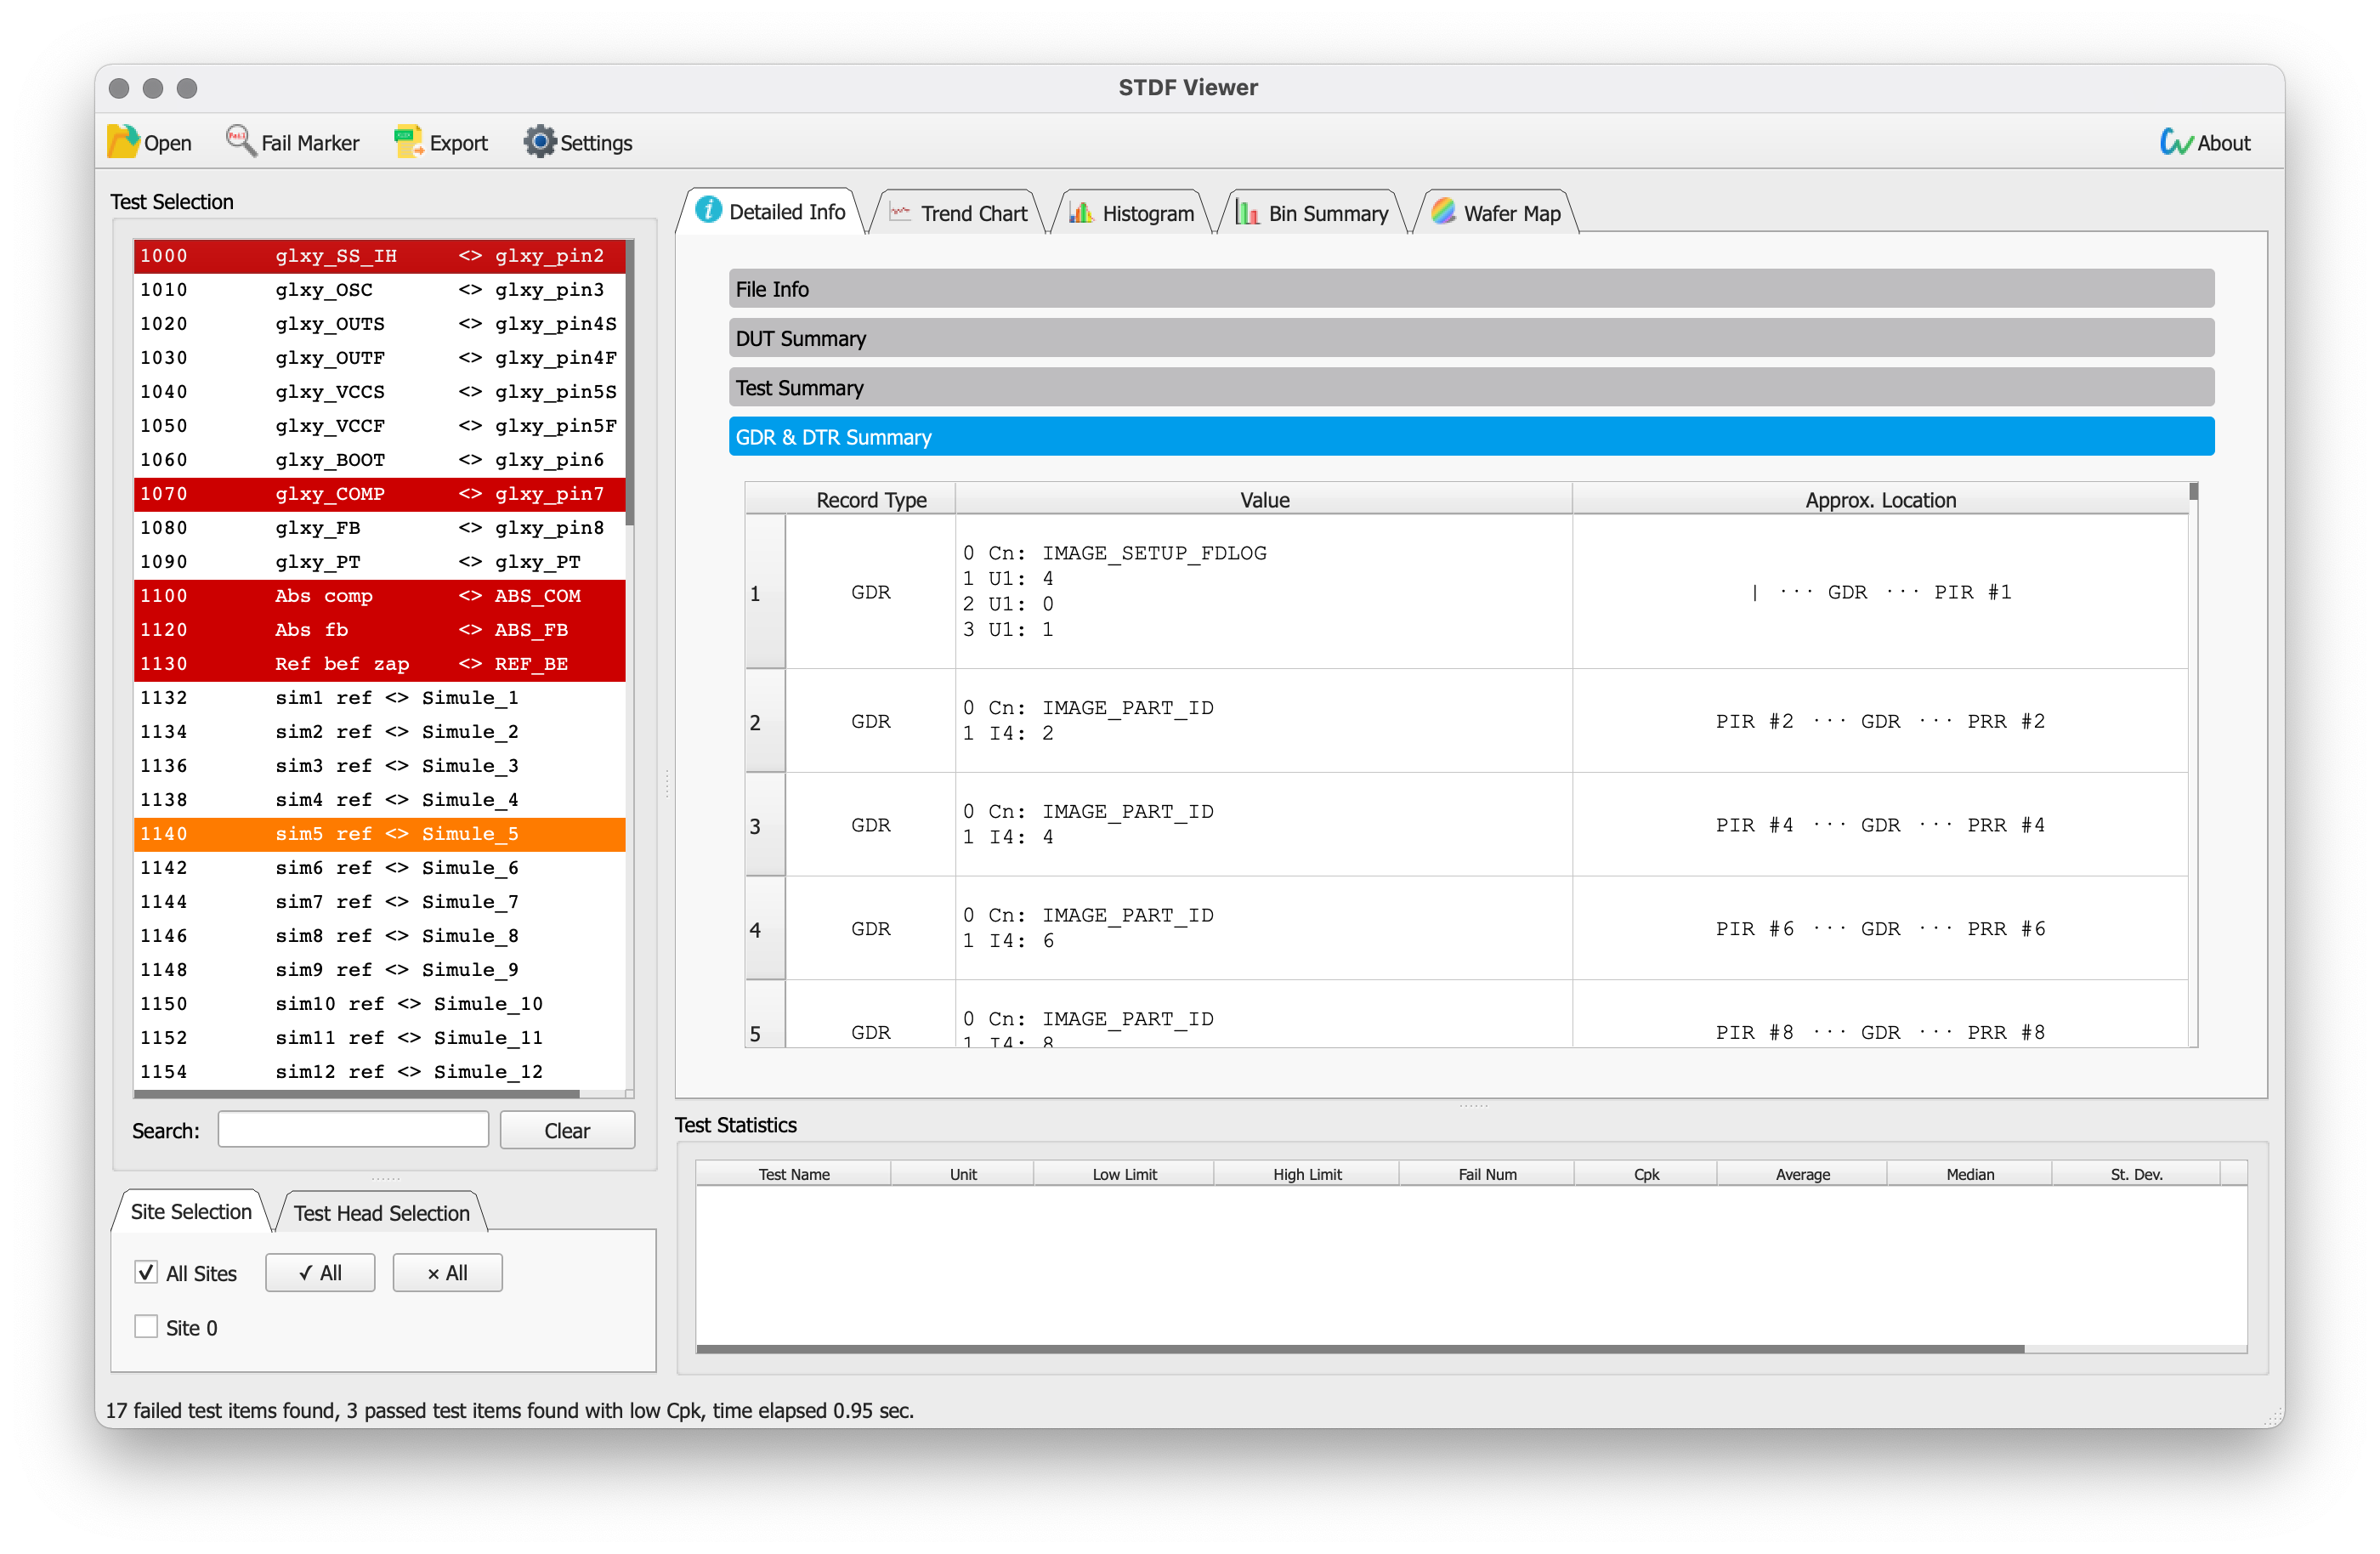 STDF Viewer
Open Fail Marker Export Settings About
Test Selection
1000 glxy_SS_IH <> glxy_pin2
1010 glxy_OSC <> glxy_pin3
1020 glxy_OUTS <> glxy_pin4S
1030 glxy_OUTF <> glxy_pin4F
1040 glxy_VCCS <> glxy_pin5S
1050 glxy_VCCF <> glxy_pin5F
1060 glxy_BOOT <> glxy_pin6
1070 glxy_COMP <> glxy_pin7
1080 glxy_FB <> glxy_pin8
1090 glxy_PT <> glxy_PT
1100 Abs comp <> ABS_COM
1120 Abs fb <> ABS_FB
1130 Ref bef zap <> REF_BE
1132 sim1 ref <> Simule_1
1134 sim2 ref <> Simule_2
1136 sim3 ref <> Simule_3
1138 sim4 ref <> Simule_4
1140 sim5 ref <> Simule_5
1142 sim6 ref <> Simule_6
1144 sim7 ref <> Simule_7
1146 sim8 ref <> Simule_8
1148 sim9 ref <> Simule_9
1150 sim10 ref <> Simule_10
1152 sim11 ref <> Simule_11
1154 sim12 ref <> Simule_12
Search: Clear
Site Selection Test Head Selection
All Sites ✓ All × All
Site 0
Detailed Info Trend Chart Histogram Bin Summary Wafer Map
File Info
DUT Summary
Test Summary
GDR & DTR Summary
Record Type Value Approx. Location
1 GDR
0 Cn: IMAGE_SETUP_FDLOG
1 U1: 4
2 U1: 0
3 U1: 1
| ··· GDR ··· PIR #1
2 GDR
0 Cn: IMAGE_PART_ID
1 I4: 2
PIR #2 ··· GDR ··· PRR #2
3 GDR
0 Cn: IMAGE_PART_ID
1 I4: 4
PIR #4 ··· GDR ··· PRR #4
4 GDR
0 Cn: IMAGE_PART_ID
1 I4: 6
PIR #6 ··· GDR ··· PRR #6
5 GDR
0 Cn: IMAGE_PART_ID
1 I4: 8
PIR #8 ··· GDR ··· PRR #8
Test Statistics
Test Name Unit Low Limit High Limit Fail Num Cpk Average Median St. Dev.
17 failed test items found, 3 passed test items found with low Cpk, time elapsed 0.95 sec.